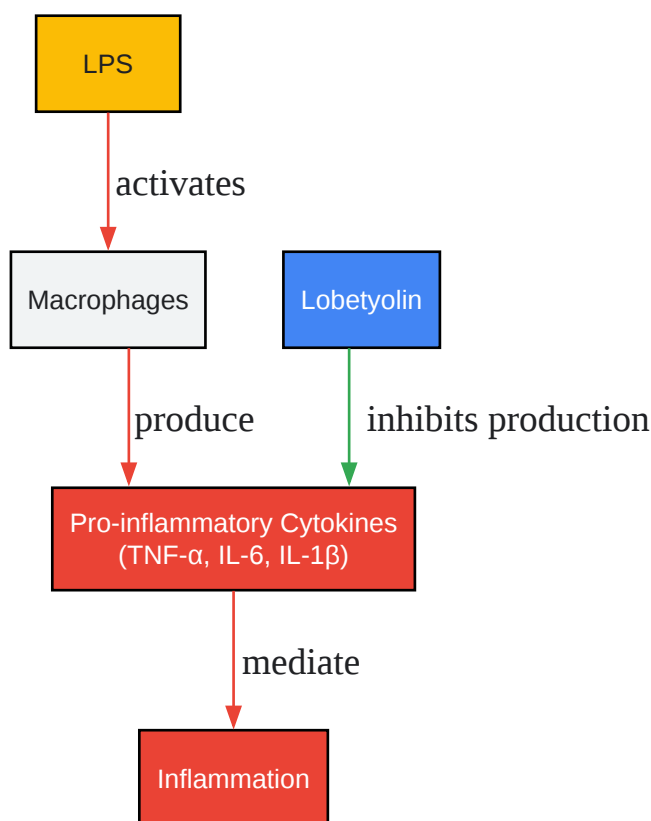 LPS
activates
Macrophages
Lobetyolin
produce
inhibits production
Pro-inflammatory Cytokines
(TNF-α, IL-6, IL-1β)
mediate
Inflammation